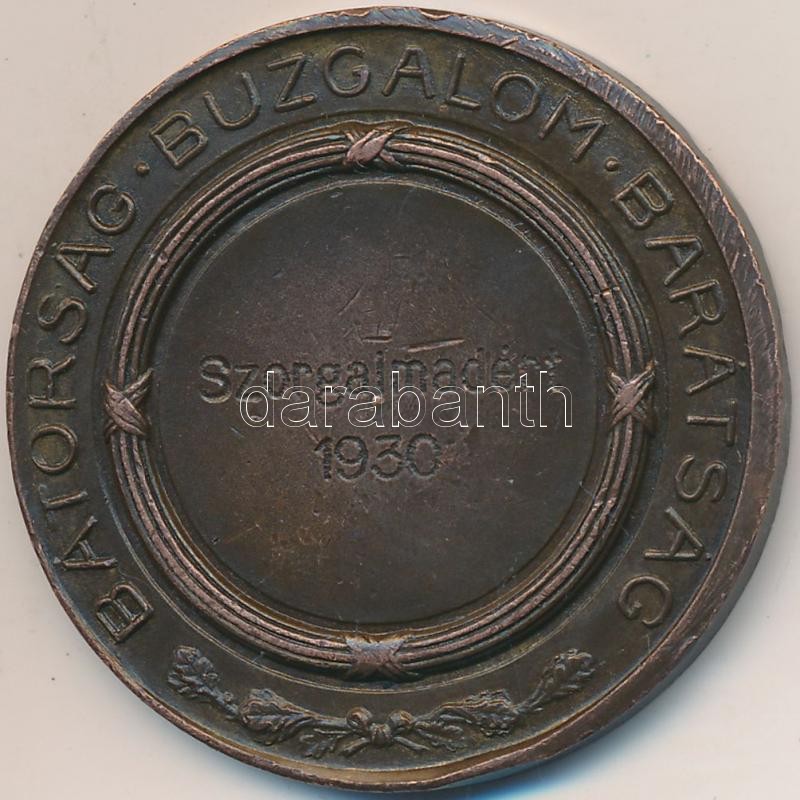 BÁTORSÁG · BUZGALOM · BARÁTSÁG
Szorgalmadért
1930
darabanth